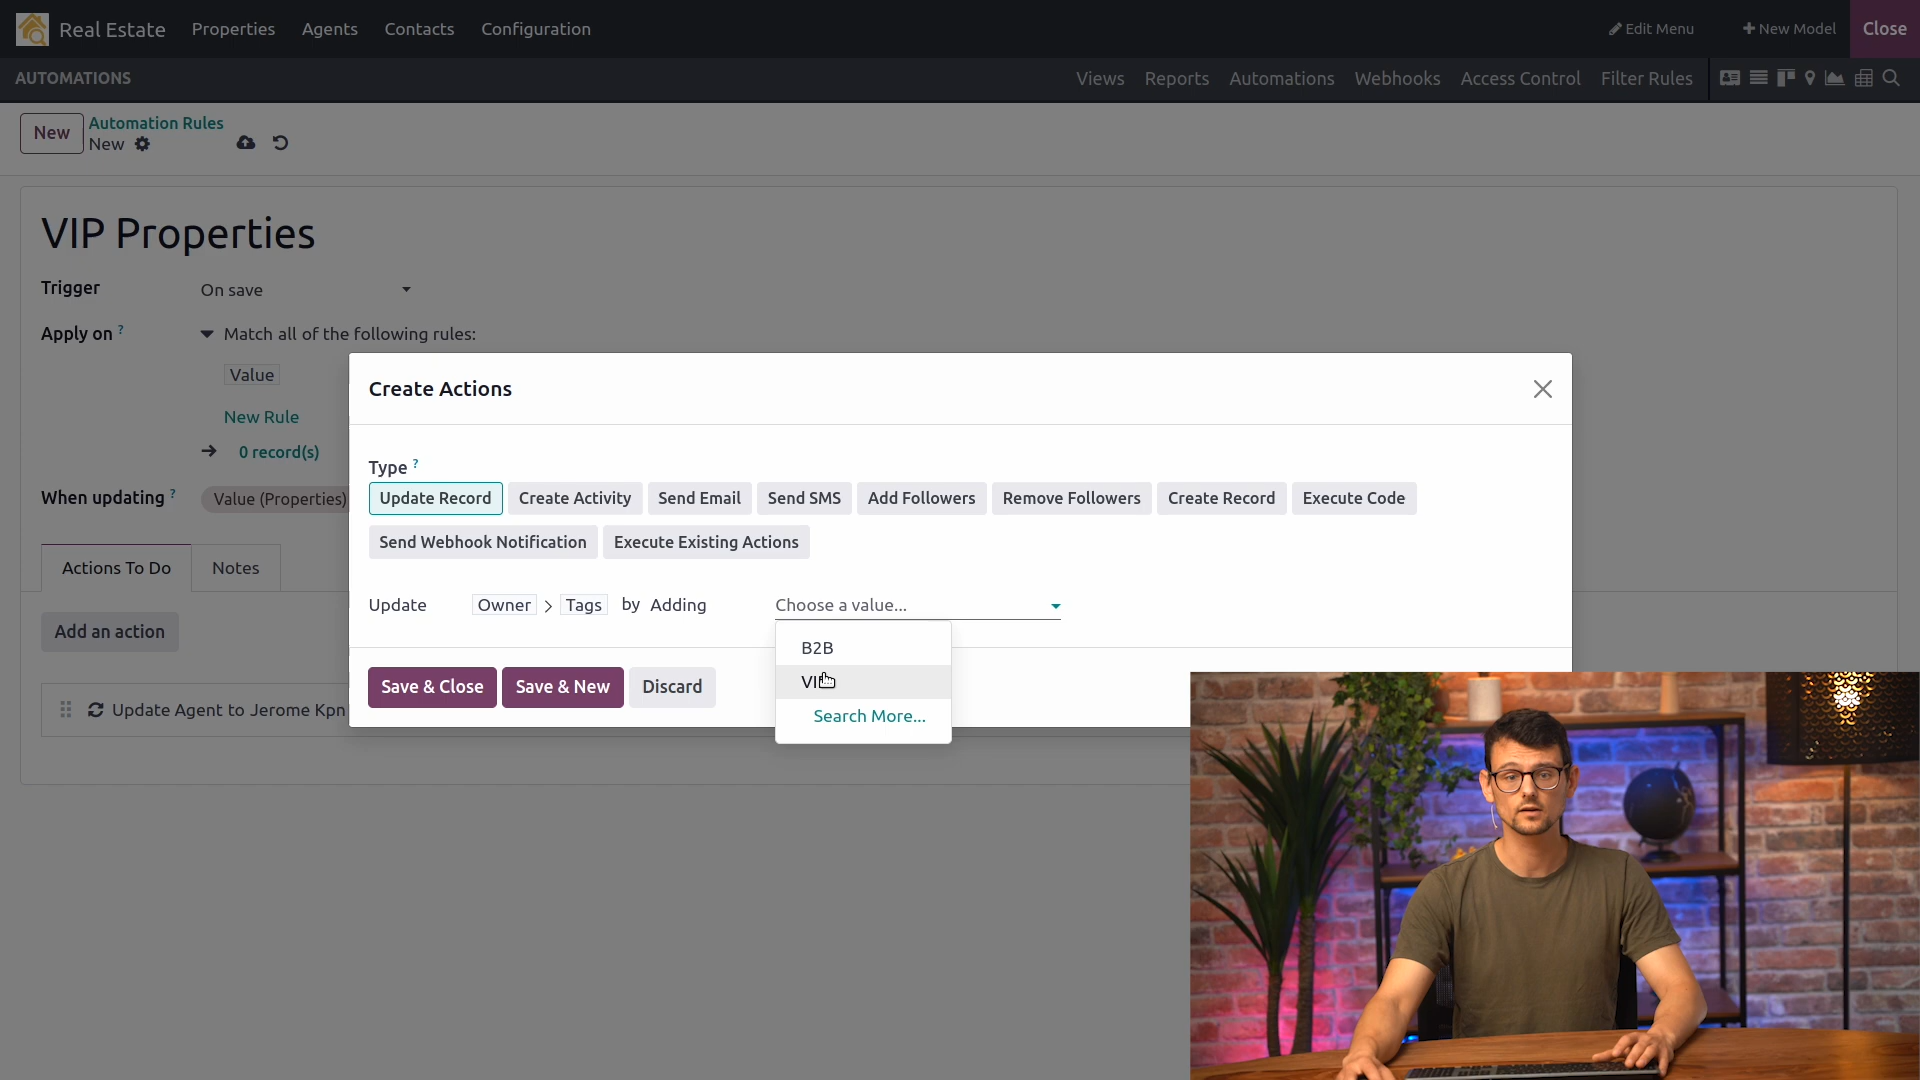 Real Estate Properties Agents Contacts Configuration Edit Menu New Model Close
AUTOMATIONS Views Reports Automations Webhooks Access Control Filter Rules
New Automation Rules
New
VIP Properties
Trigger On save
Apply on ? Match all of the following rules:
Value
New Rule
0 record(s)
When updating ? Value (Properties)
Actions To Do Notes
Add an action
Update Agent to Jerome Kpn
Create Actions
Type ?
Update Record Create Activity Send Email Send SMS Add Followers Remove Followers Create Record Execute Code
Send Webhook Notification Execute Existing Actions
Update Owner > Tags by Adding Choose a value...
B2B
Search More...
Save & Close Save & New Discard